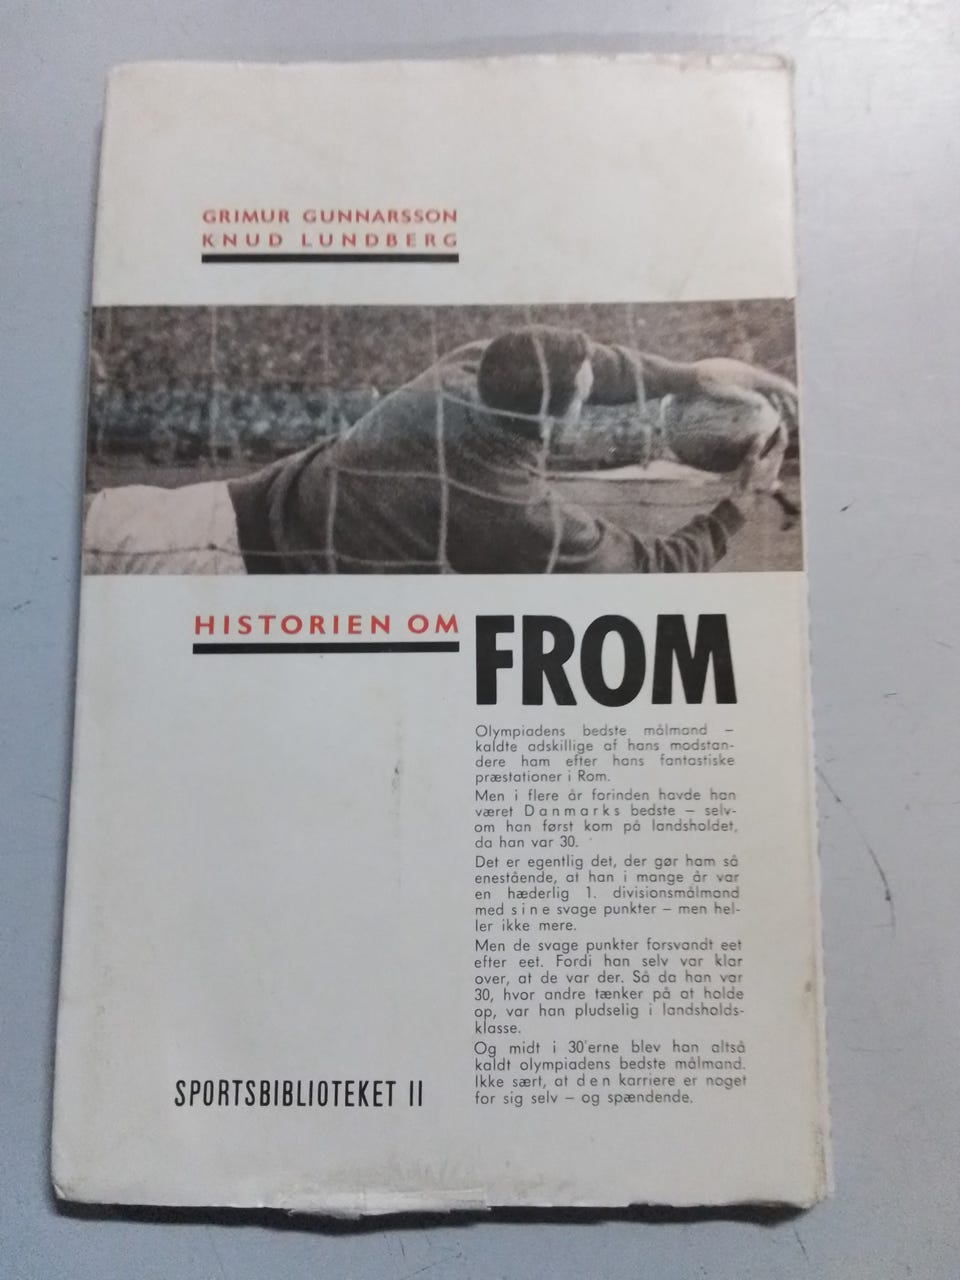 GRIMUR GUNNARSSON
KNUD LUNDBERG
HISTORIEN OM FROM
Olympiadens bedste målmand –
kaldte adskillige af hans modstan-
dere ham efter hans fantastiske
præstationer i Rom.
Men i flere år forinden havde han
været Danmarks bedste – selv-
om han først kom på landsholdet,
da han var 30.
Det er egentlig det, der gør ham så
enestående, at han i mange år var
en hæderlig 1. divisionsmålmand
med sine svage punkter – men hel-
ler ikke mere.
Men de svage punkter forsvandt eet
efter eet. Fordi han selv var klar
over, at de var der. Så da han var
30, hvor andre tænker på at holde
op, var han pludselig i landsholds-
klasse.
Og midt i 30'erne blev han altså
kaldt olympiadens bedste målmand.
Ikke sært, at den karriere er noget
for sig selv – og spændende.
SPORTSBIBLIOTEKET II